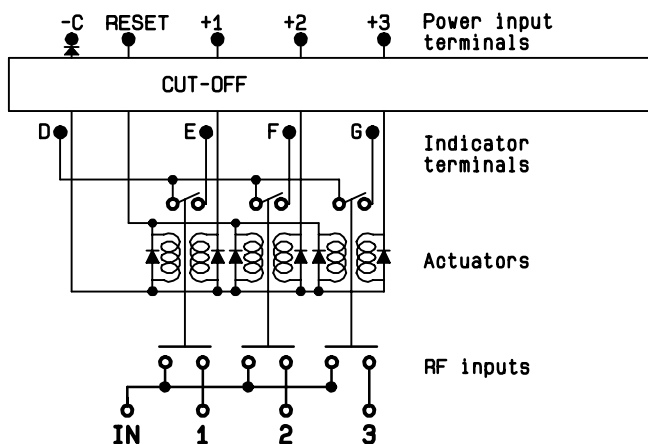 -C RESET +1 +2 +3 Power input
terminals
CUT-OFF
D E F G Indicator
terminals
Actuators
RF inputs
IN 1 2 3